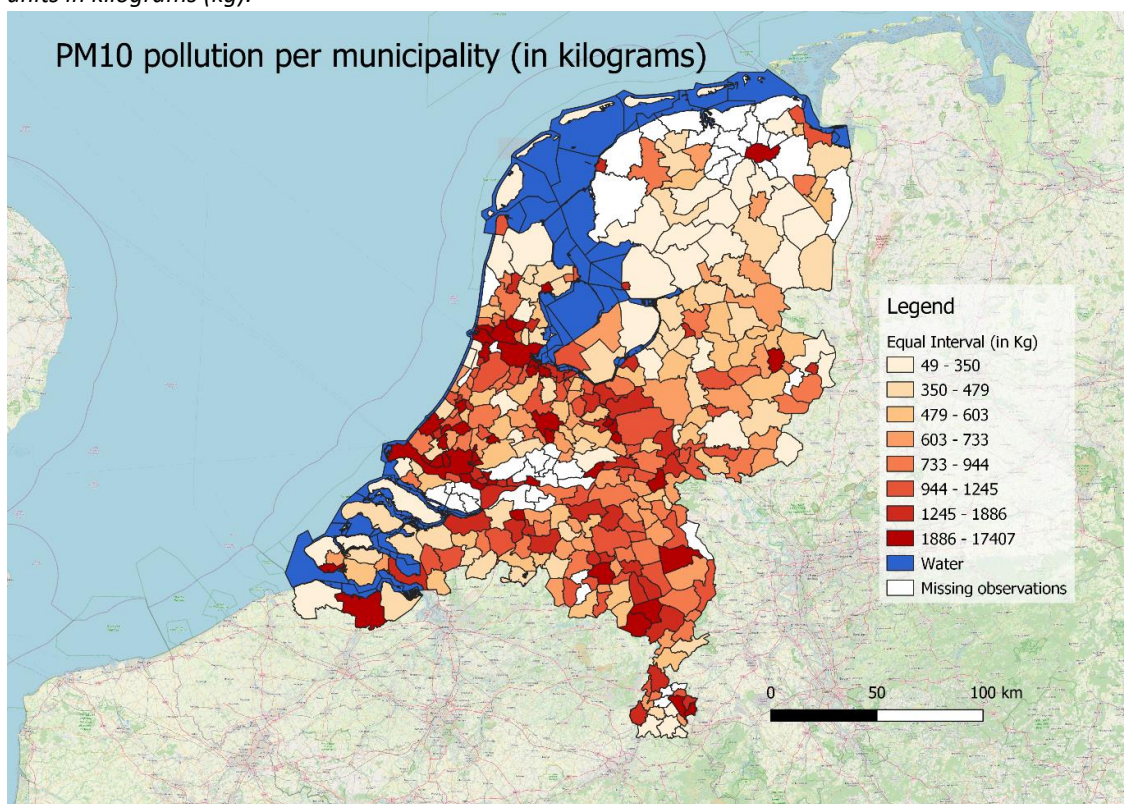 units in kilograms (kg).
PM10 pollution per municipality (in kilograms)
Legend
Equal Interval (in Kg)
49 - 350
350 - 479
479 - 603
603 - 733
733 - 944
944 - 1245
1245 - 1886
1886 - 17407
Water
Missing observations
0 50 100 km